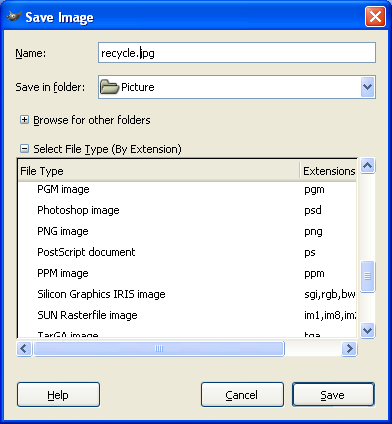 Save Image
Name: recycle.jpg
Save in folder: Picture
Browse for other folders
Select File Type (By Extension)
File Type Extensions
PGM image pgm
Photoshop image psd
PNG image png
PostScript document ps
PPM image ppm
Silicon Graphics IRIS image sgi,rgb,bw
SUN Rasterfile image im1,im8,im2
TarGA image tga
Help Cancel Save